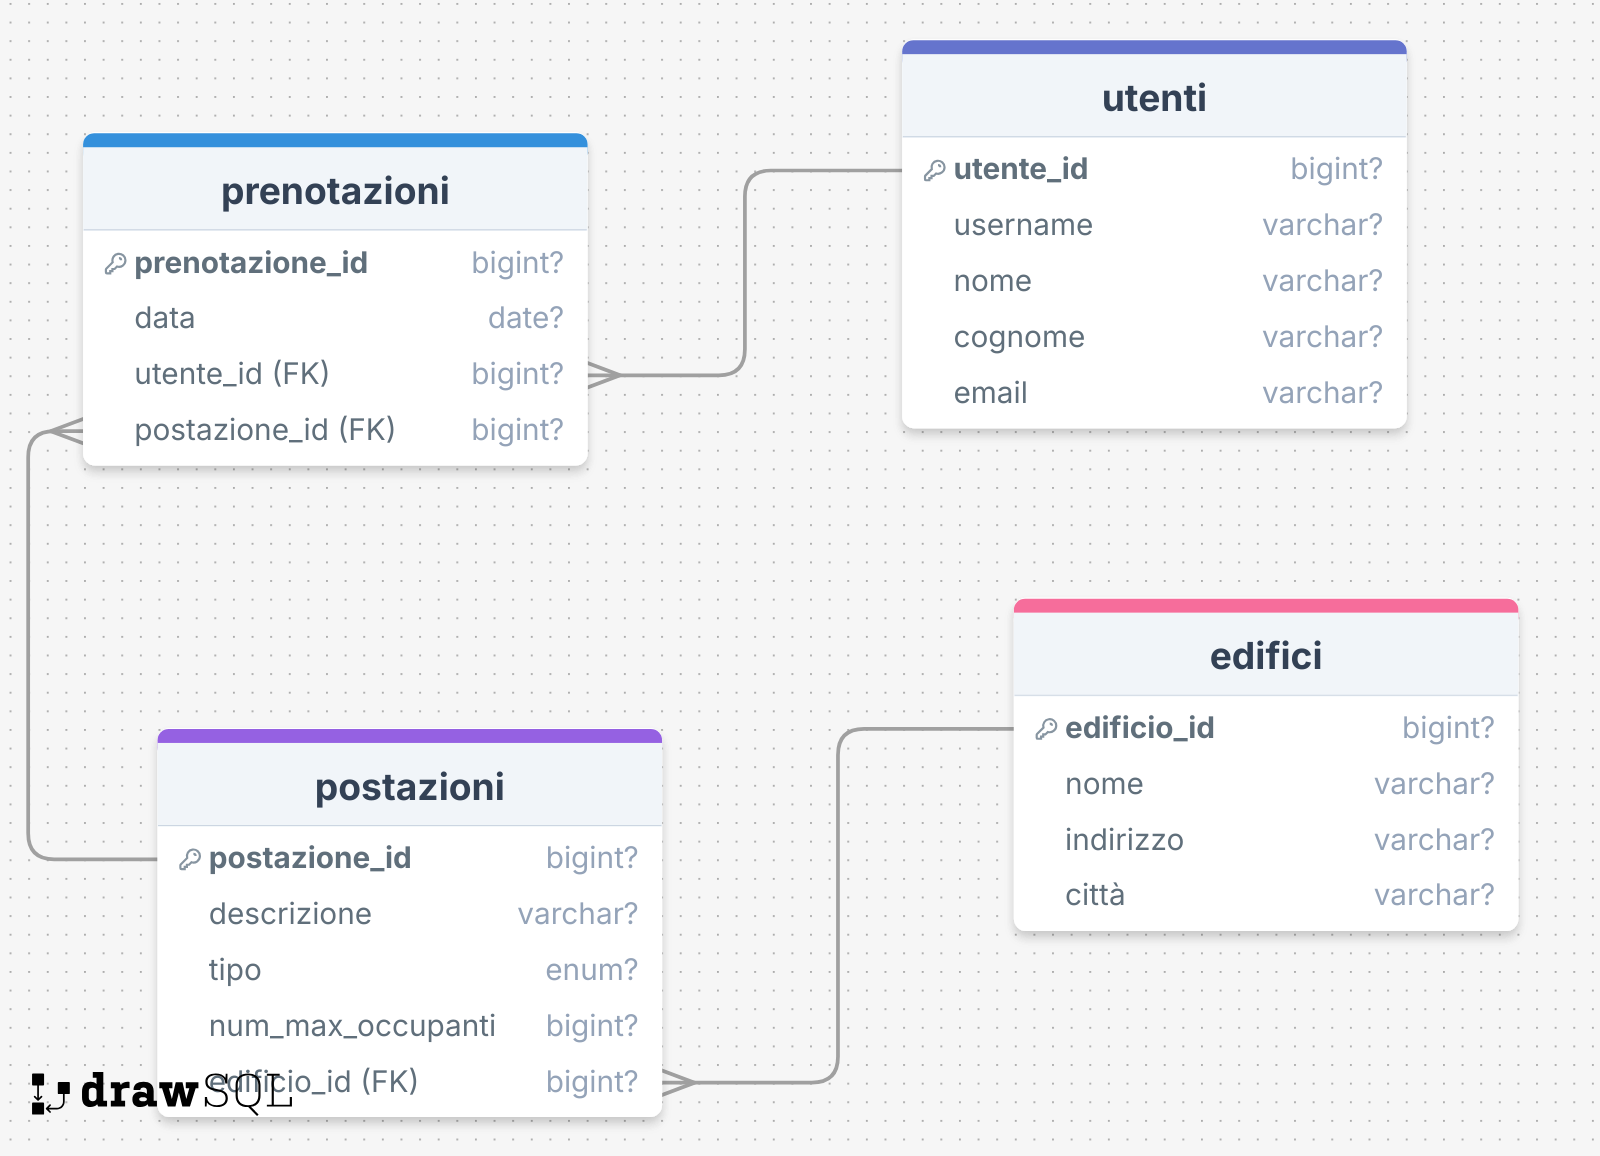 utenti
utente_id bigint?
username varchar?
nome varchar?
cognome varchar?
email varchar?
prenotazioni
prenotazione_id bigint?
data date?
utente_id (FK) bigint?
postazione_id (FK) bigint?
edifici
edificio_id bigint?
nome varchar?
indirizzo varchar?
città varchar?
postazioni
postazione_id bigint?
descrizione varchar?
tipo enum?
num_max_occupanti bigint?
edificio_id (FK) bigint?
drawSQL